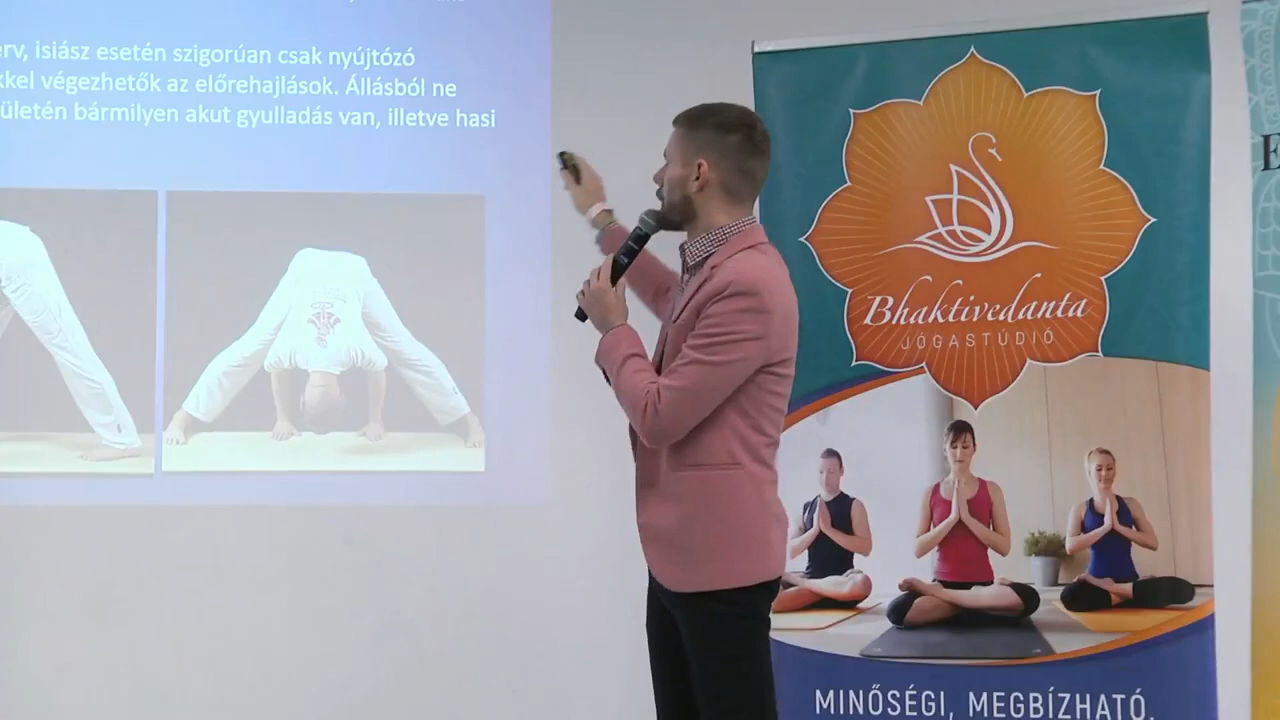 erv, isiász esetén szigorúan csak nyújtózó
kkel végezhetők az előrehajlások. Állásból ne
ületén bármilyen akut gyulladás van, illetve hasi
Bhaktivedanta
JÓGASTÚDIÓ
MINŐSÉGI, MEGBÍZHATÓ,
E